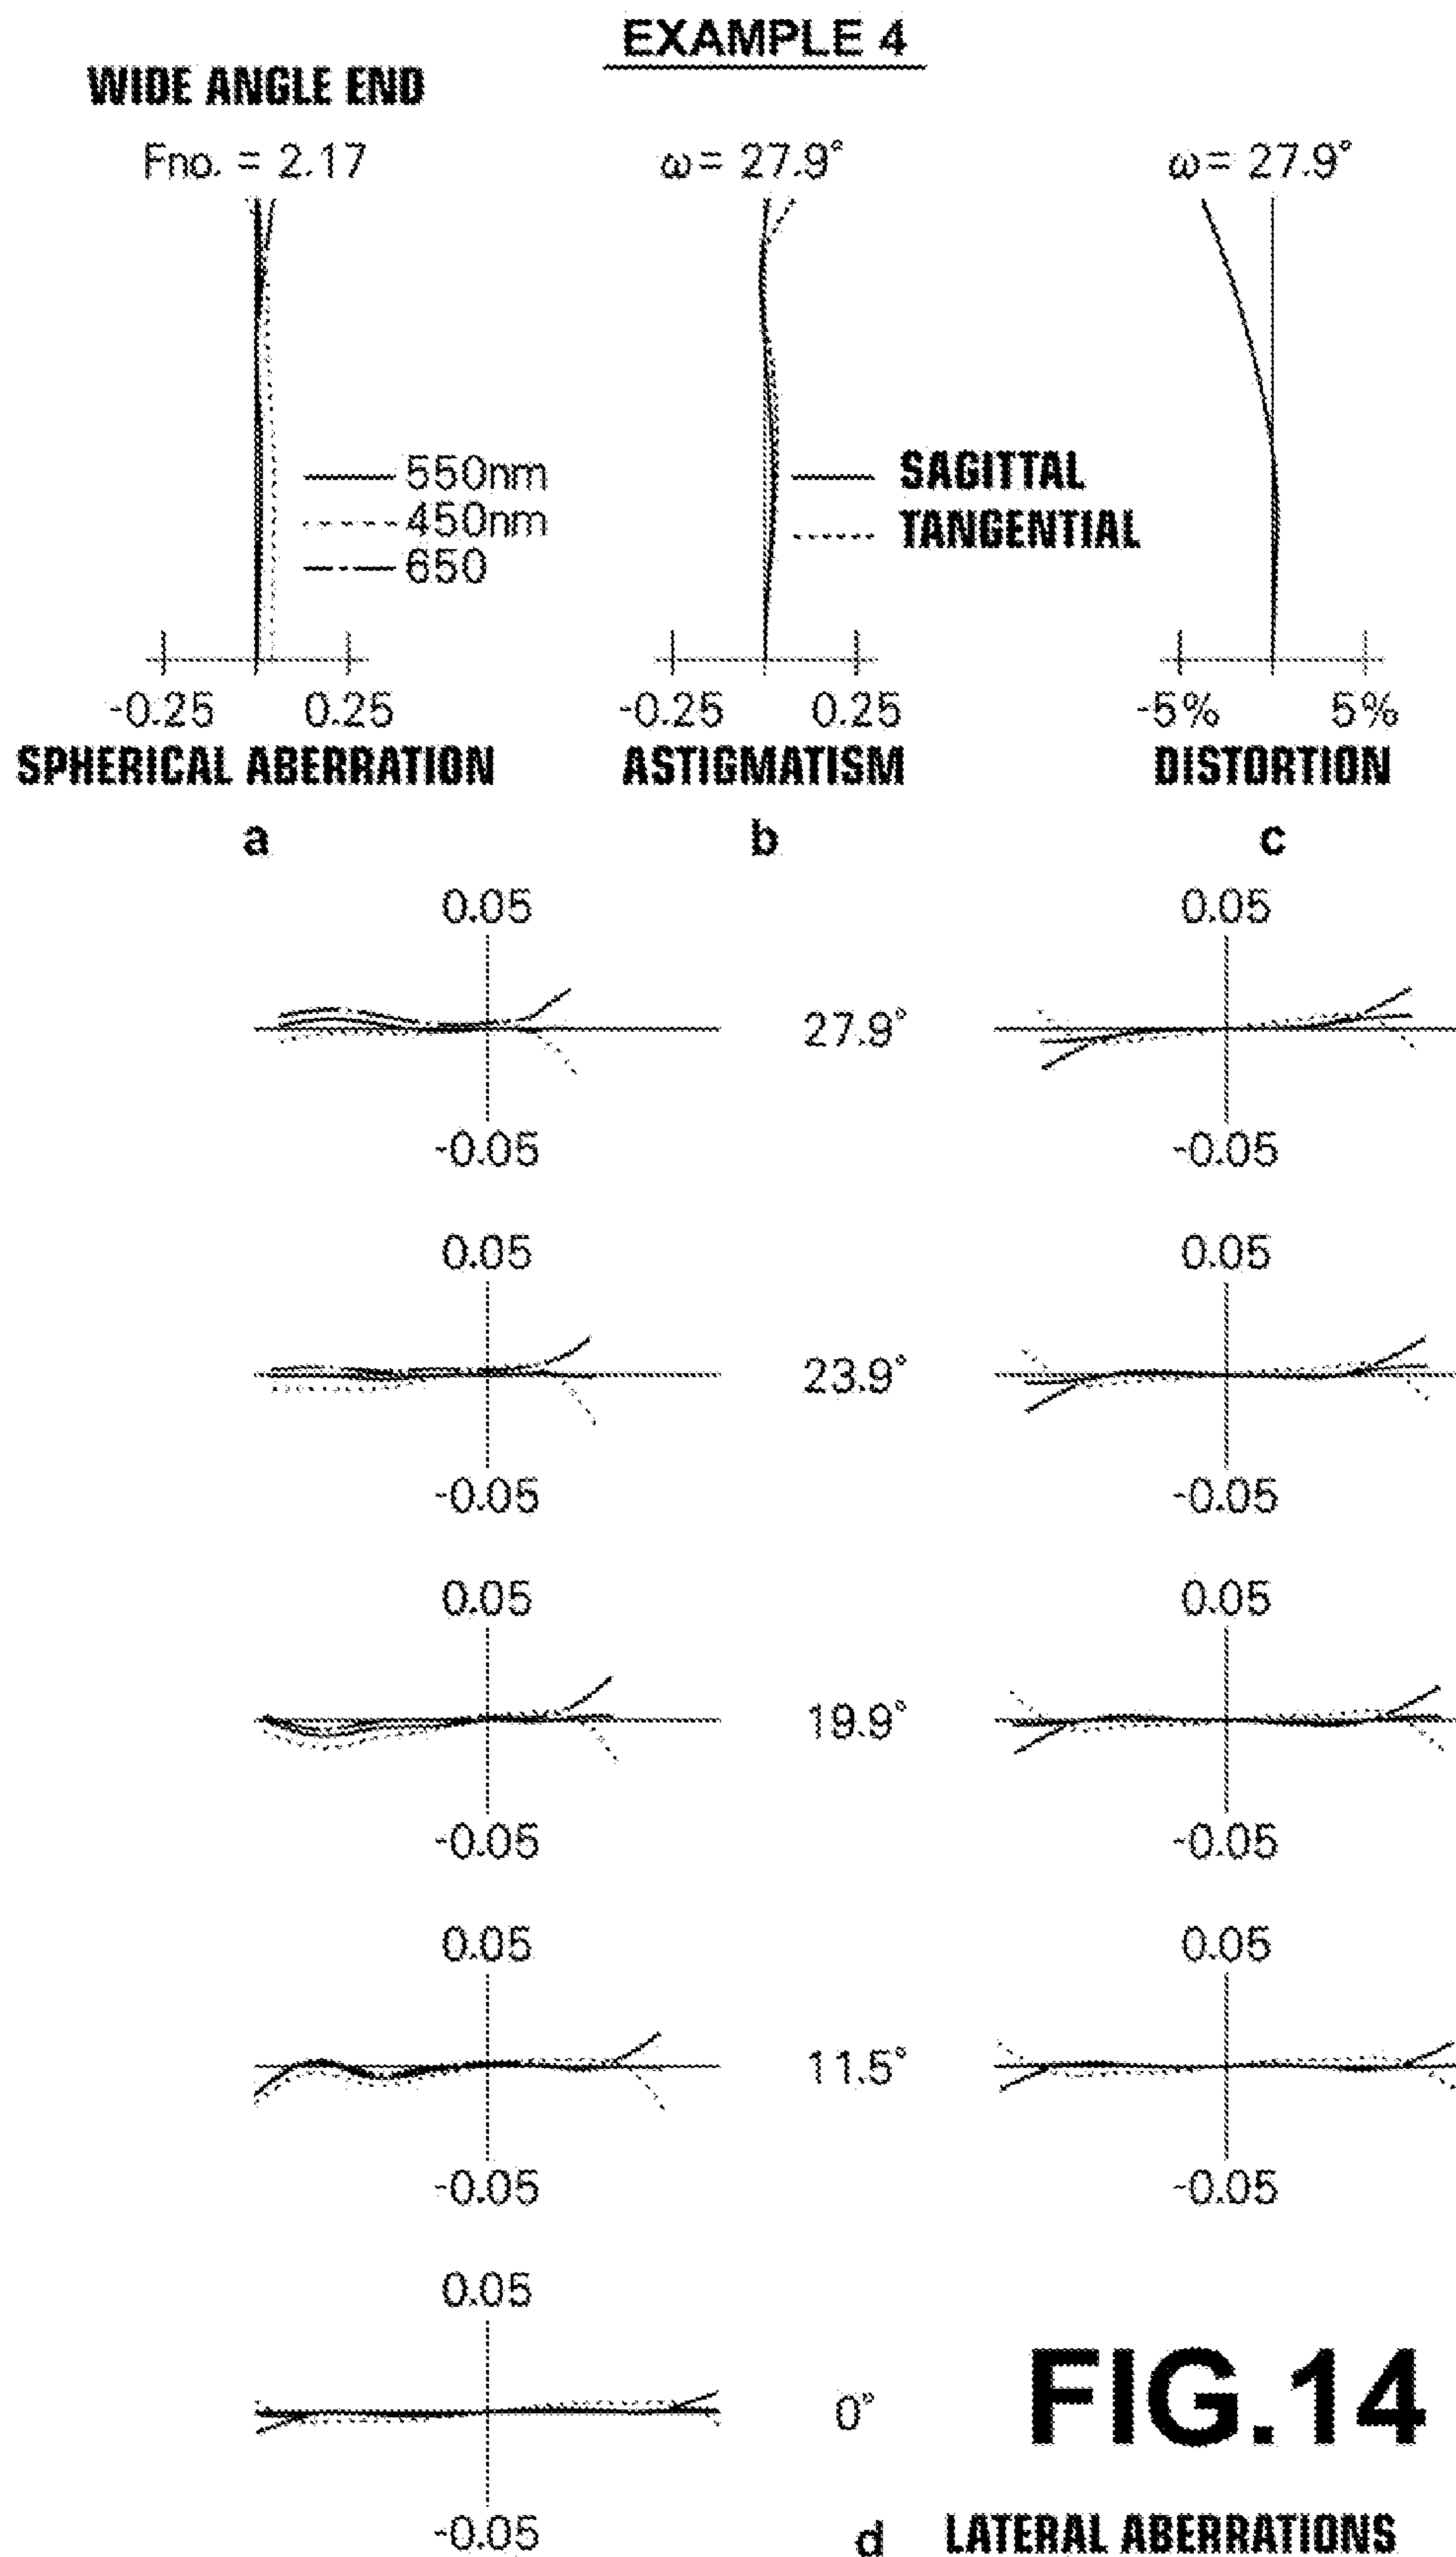 EXAMPLE 4
WIDE ANGLE END
Fno. = 2.17
ω = 27.9°
ω = 27.9°
550nm
450nm
650
SAGITTAL
TANGENTIAL
-0.25 0.25
-0.25 0.25
-5% 5%
SPHERICAL ABERRATION
ASTIGMATISM
DISTORTION
a
b
c
0.05
0.05
27.9°
-0.05
-0.05
0.05
0.05
23.9°
-0.05
-0.05
0.05
0.05
19.9°
-0.05
-0.05
0.05
0.05
11.5°
-0.05
-0.05
0.05
0°
-0.05
FIG.14
d LATERAL ABERRATIONS